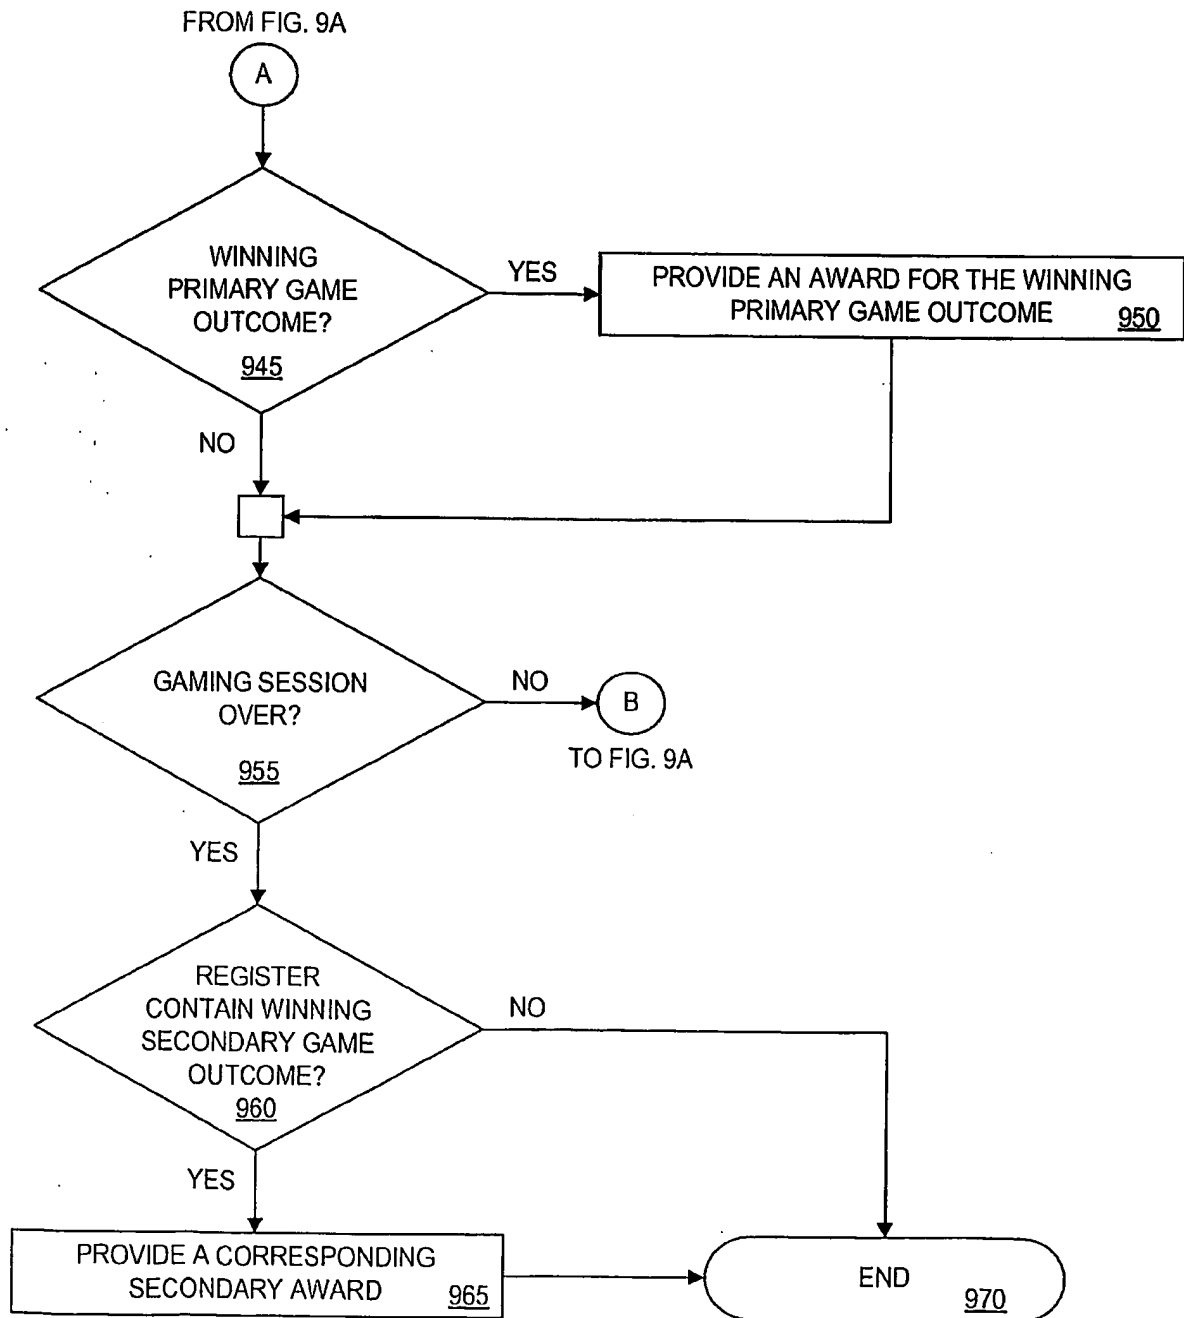 FROM FIG. 9A
A
WINNING
PRIMARY GAME
OUTCOME?
945
YES
PROVIDE AN AWARD FOR THE WINNING
PRIMARY GAME OUTCOME 950
NO
GAMING SESSION
OVER?
955
NO
B
TO FIG. 9A
YES
REGISTER
CONTAIN WINNING
SECONDARY GAME
OUTCOME?
960
NO
YES
PROVIDE A CORRESPONDING
SECONDARY AWARD 965
END
970